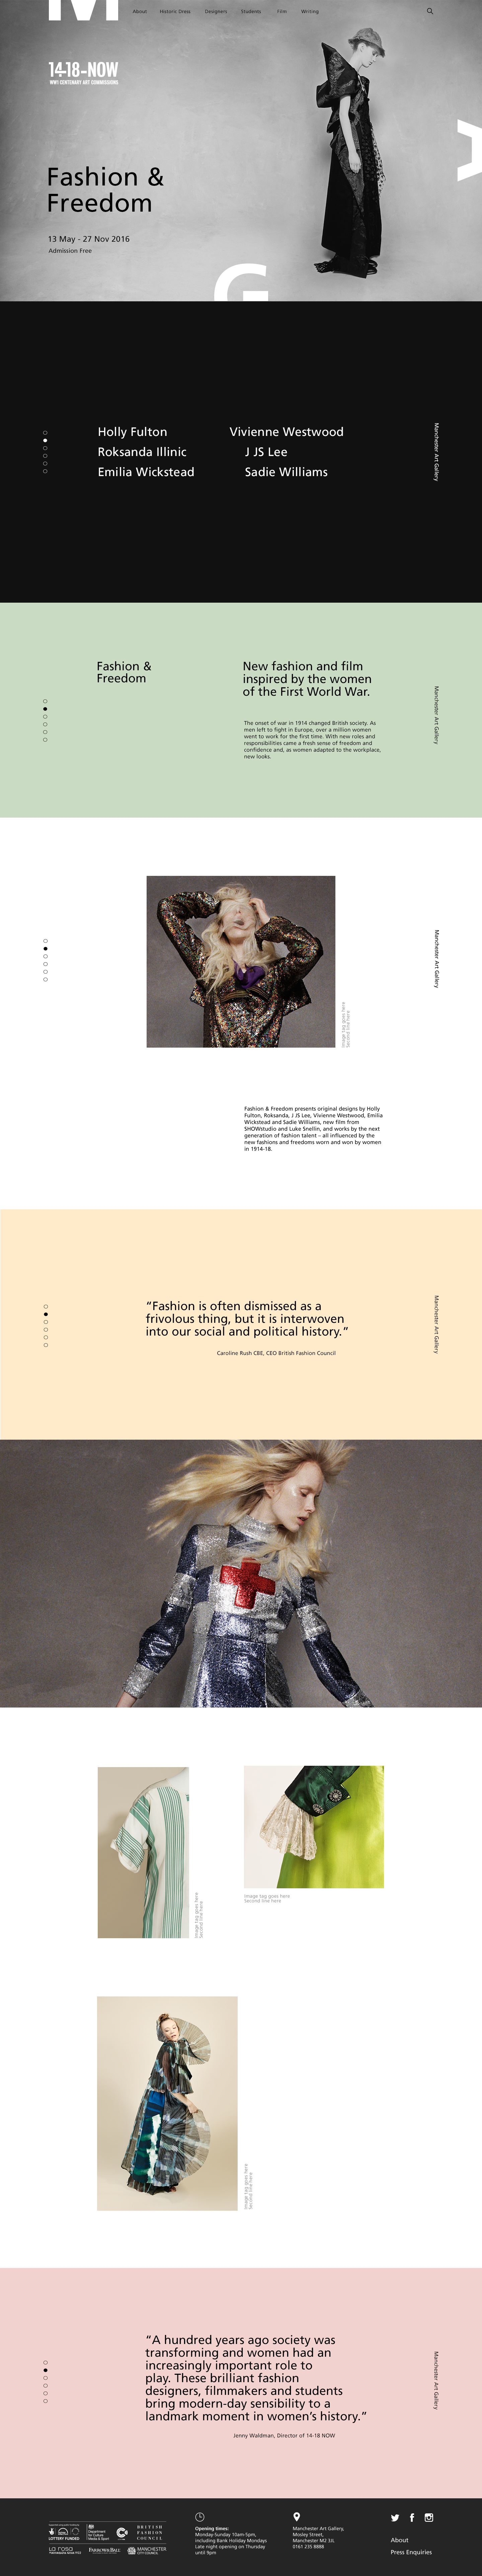 M
About Historic Dress Designers Students Film Writing
14-18-NOW
WW1 CENTENARY ART COMMISSIONS
A
Fashion &
Freedom
13 May - 27 Nov 2016
Admission Free
G
Holly Fulton
Vivienne Westwood
Roksanda Illinic
J JS Lee
Emilia Wickstead
Sadie Williams
Manchester Art Gallery
Fashion &
Freedom
New fashion and film
inspired by the women
of the First World War.
The onset of war in 1914 changed British society. As
men left to fight in Europe, over a million women
went to work for the first time. With new roles and
responsibilities came a fresh sense of freedom and
confidence and, as women adapted to the workplace,
new looks.
Manchester Art Gallery
Manchester Art Gallery
Image tag goes here
Second line here
Fashion & Freedom presents original designs by Holly
Fulton, Roksanda, J JS Lee, Vivienne Westwood, Emilia
Wickstead and Sadie Williams, new film from
SHOWstudio and Luke Snellin, and works by the next
generation of fashion talent – all influenced by the
new fashions and freedoms worn and won by women
in 1914-18.
“Fashion is often dismissed as a
frivolous thing, but it is interwoven
into our social and political history.”
Caroline Rush CBE, CEO British Fashion Council
Manchester Art Gallery
Image tag goes here
Second line here
Image tag goes here
Second line here
Image tag goes here
Second line here
“A hundred years ago society was
transforming and women had an
increasingly important role to
play. These brilliant fashion
designers, filmmakers and students
bring modern-day sensibility to a
landmark moment in women’s history.”
Jenny Waldman, Director of 14-18 NOW
Manchester Art Gallery
LOTTERY FUNDED
Department
for Culture
Media & Sport
BRITISH
FASHION
COUNCIL
FARROW&BALL
MANCHESTER
CITY COUNCIL
Opening times:
Monday-Sunday 10am-5pm,
including Bank Holiday Mondays
Late night opening on Thursday
until 9pm
Manchester Art Gallery,
Mosley Street,
Manchester M2 3JL
0161 235 8888
About
Press Enquiries